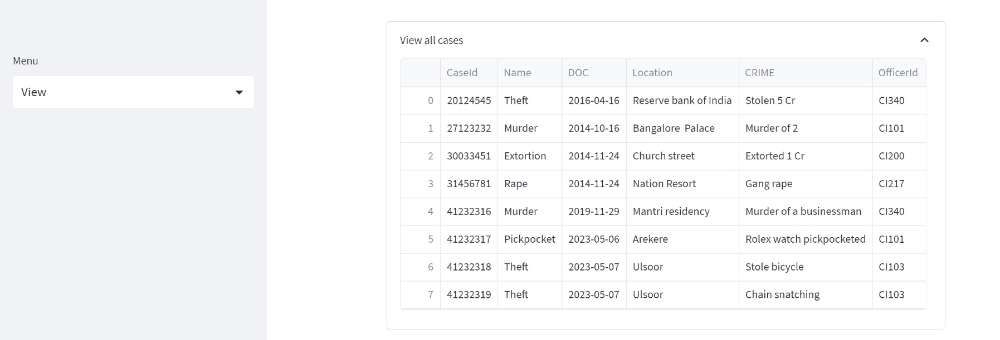 Menu
View
View all cases
CaseId Name DOC Location CRIME OfficerId
0 20124545 Theft 2016-04-16 Reserve bank of India Stolen 5 Cr CI340
1 27123232 Murder 2014-10-16 Bangalore  Palace Murder of 2 CI101
2 30033451 Extortion 2014-11-24 Church street Extorted 1 Cr CI200
3 31456781 Rape 2014-11-24 Nation Resort Gang rape CI217
4 41232316 Murder 2019-11-29 Mantri residency Murder of a businessman CI340
5 41232317 Pickpocket 2023-05-06 Arekere Rolex watch pickpocketed CI101
6 41232318 Theft 2023-05-07 Ulsoor Stole bicycle CI103
7 41232319 Theft 2023-05-07 Ulsoor Chain snatching CI103